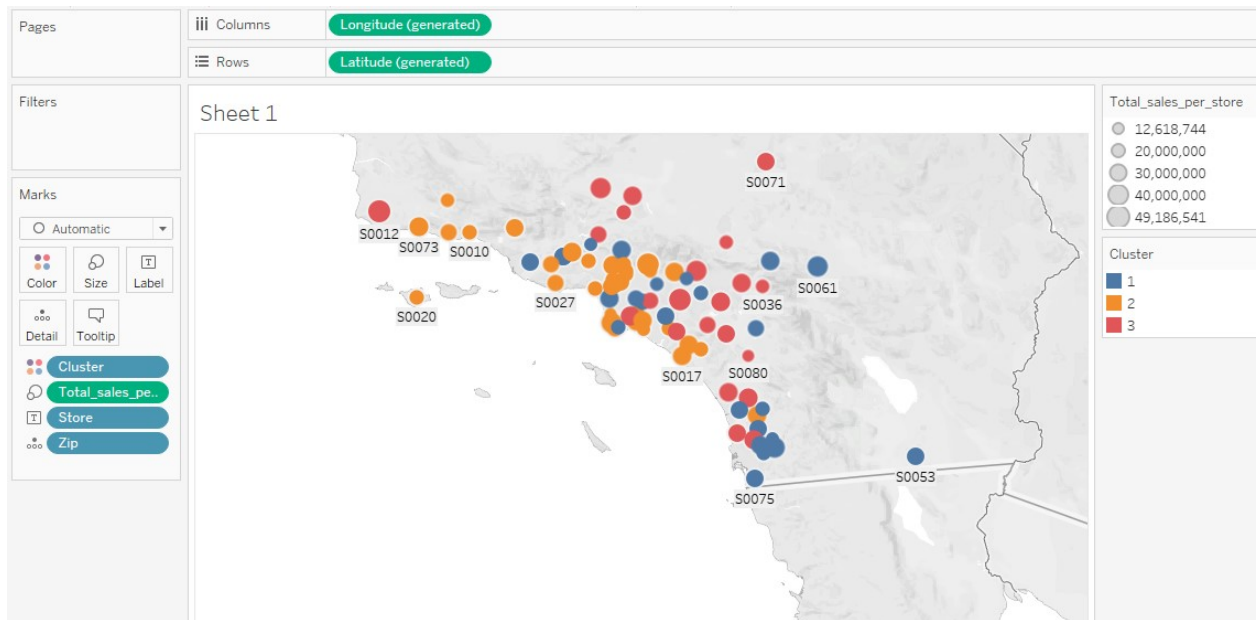 Pages
Columns
Longitude (generated)
Rows
Latitude (generated)
Filters
Marks
Automatic
Color
Size
Label
Detail
Tooltip
Cluster
Total_sales_pe..
Store
Zip
Sheet 1
S0071
S0012
S0073
S0010
S0061
S0027
S0036
S0020
S0017
S0080
S0053
S0075
Total_sales_per_store
12,618,744
20,000,000
30,000,000
40,000,000
49,186,541
Cluster
1
2
3